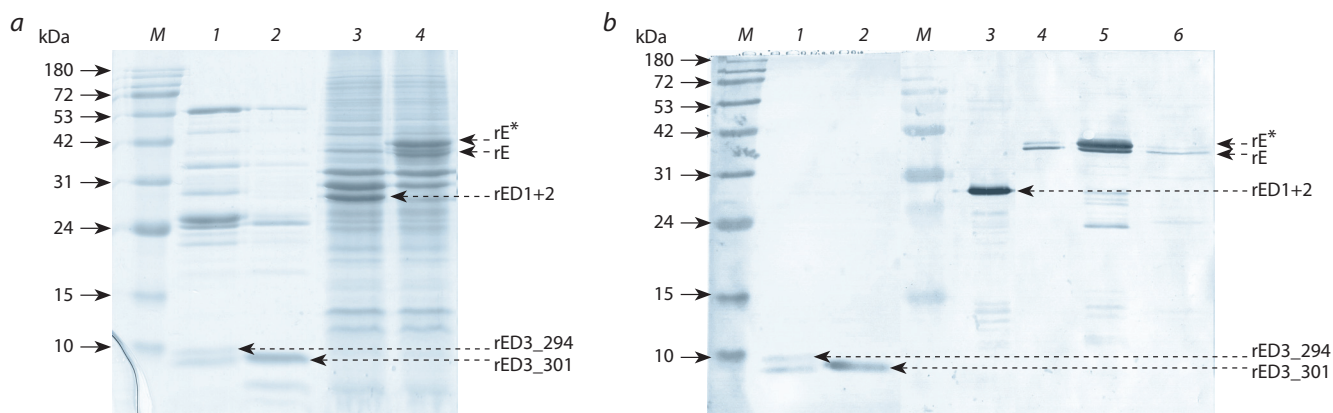 a
kDa M 1 2 3 4
180
72
53
42
31
24
15
10
rE*
rE
rED1+2
rED3_294
rED3_301
b
kDa M 1 2 M 3 4 5 6
180
72
53
42
31
24
15
10
rE*
rE
rED1+2
rED3_294
rED3_301